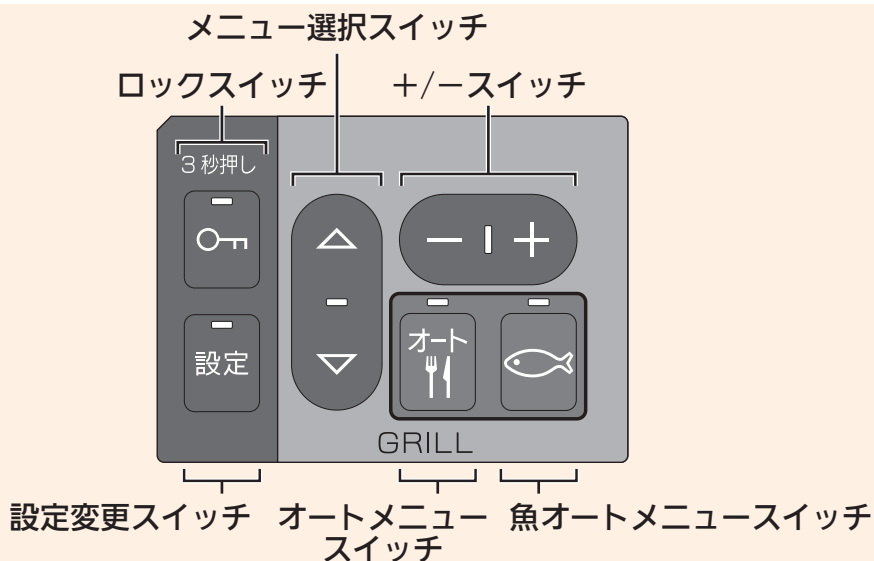 メニュー選択スイッチ
ロックスイッチ
＋/－スイッチ
3秒押し
オート
設定
GRILL
設定変更スイッチ
オートメニュー
スイッチ
魚オートメニュースイッチ